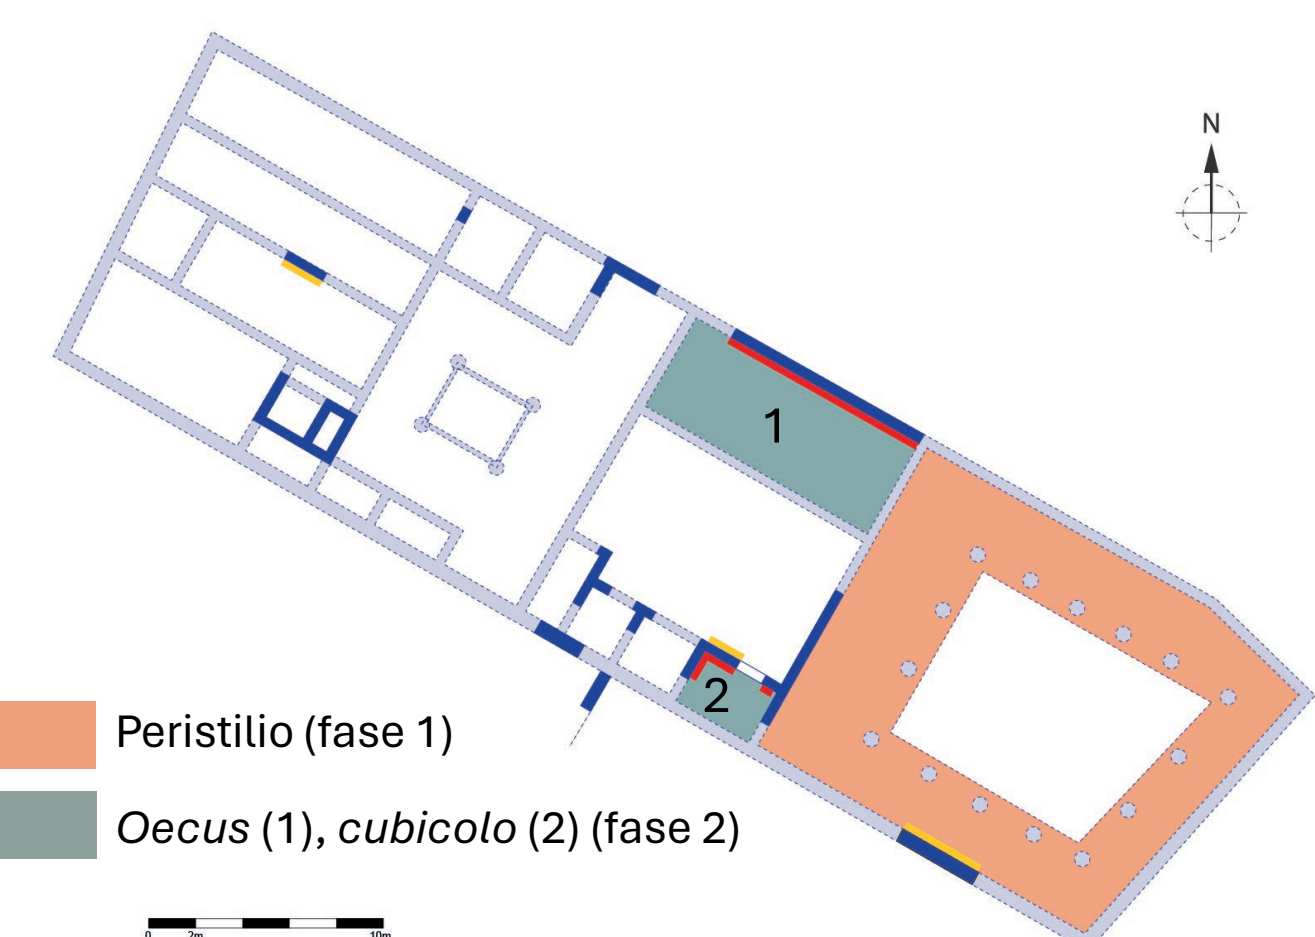 N
1
2
Peristilio (fase 1)
Oecus (1), cubicolo (2) (fase 2)
0 2m 10m